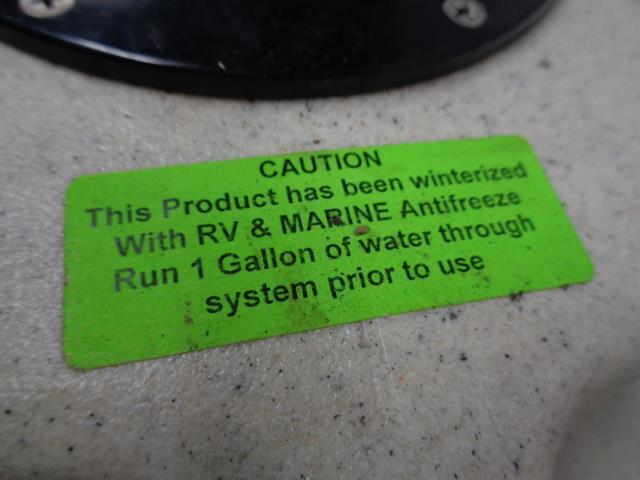 CAUTION
This Product has been winterized
With RV & MARINE Antifreeze
Run 1 Gallon of water through
system prior to use